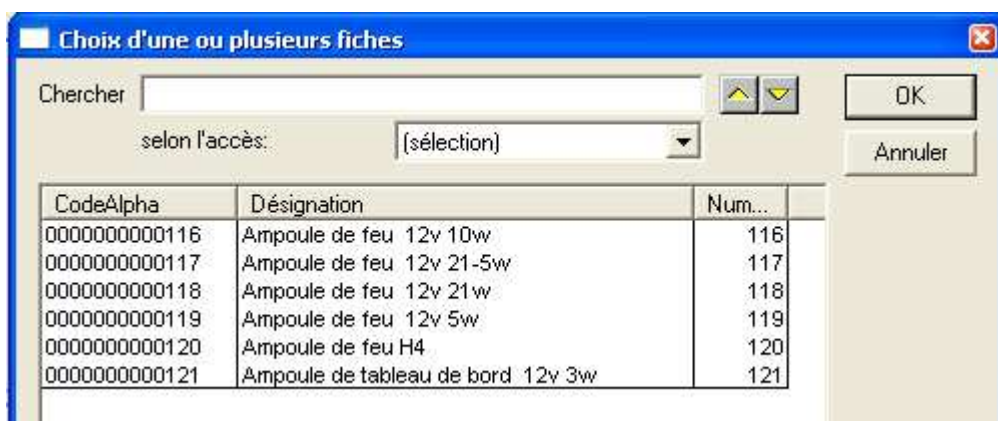 Choix d'une ou plusieurs fiches
Chercher OK
selon l'accès: (sélection) Annuler
CodeAlpha Désignation Num...
0000000000116 Ampoule de feu 12v 10w 116
0000000000117 Ampoule de feu 12v 21-5w 117
0000000000118 Ampoule de feu 12v 21w 118
0000000000119 Ampoule de feu 12v 5w 119
0000000000120 Ampoule de feu H4 120
0000000000121 Ampoule de tableau de bord 12v 3w 121